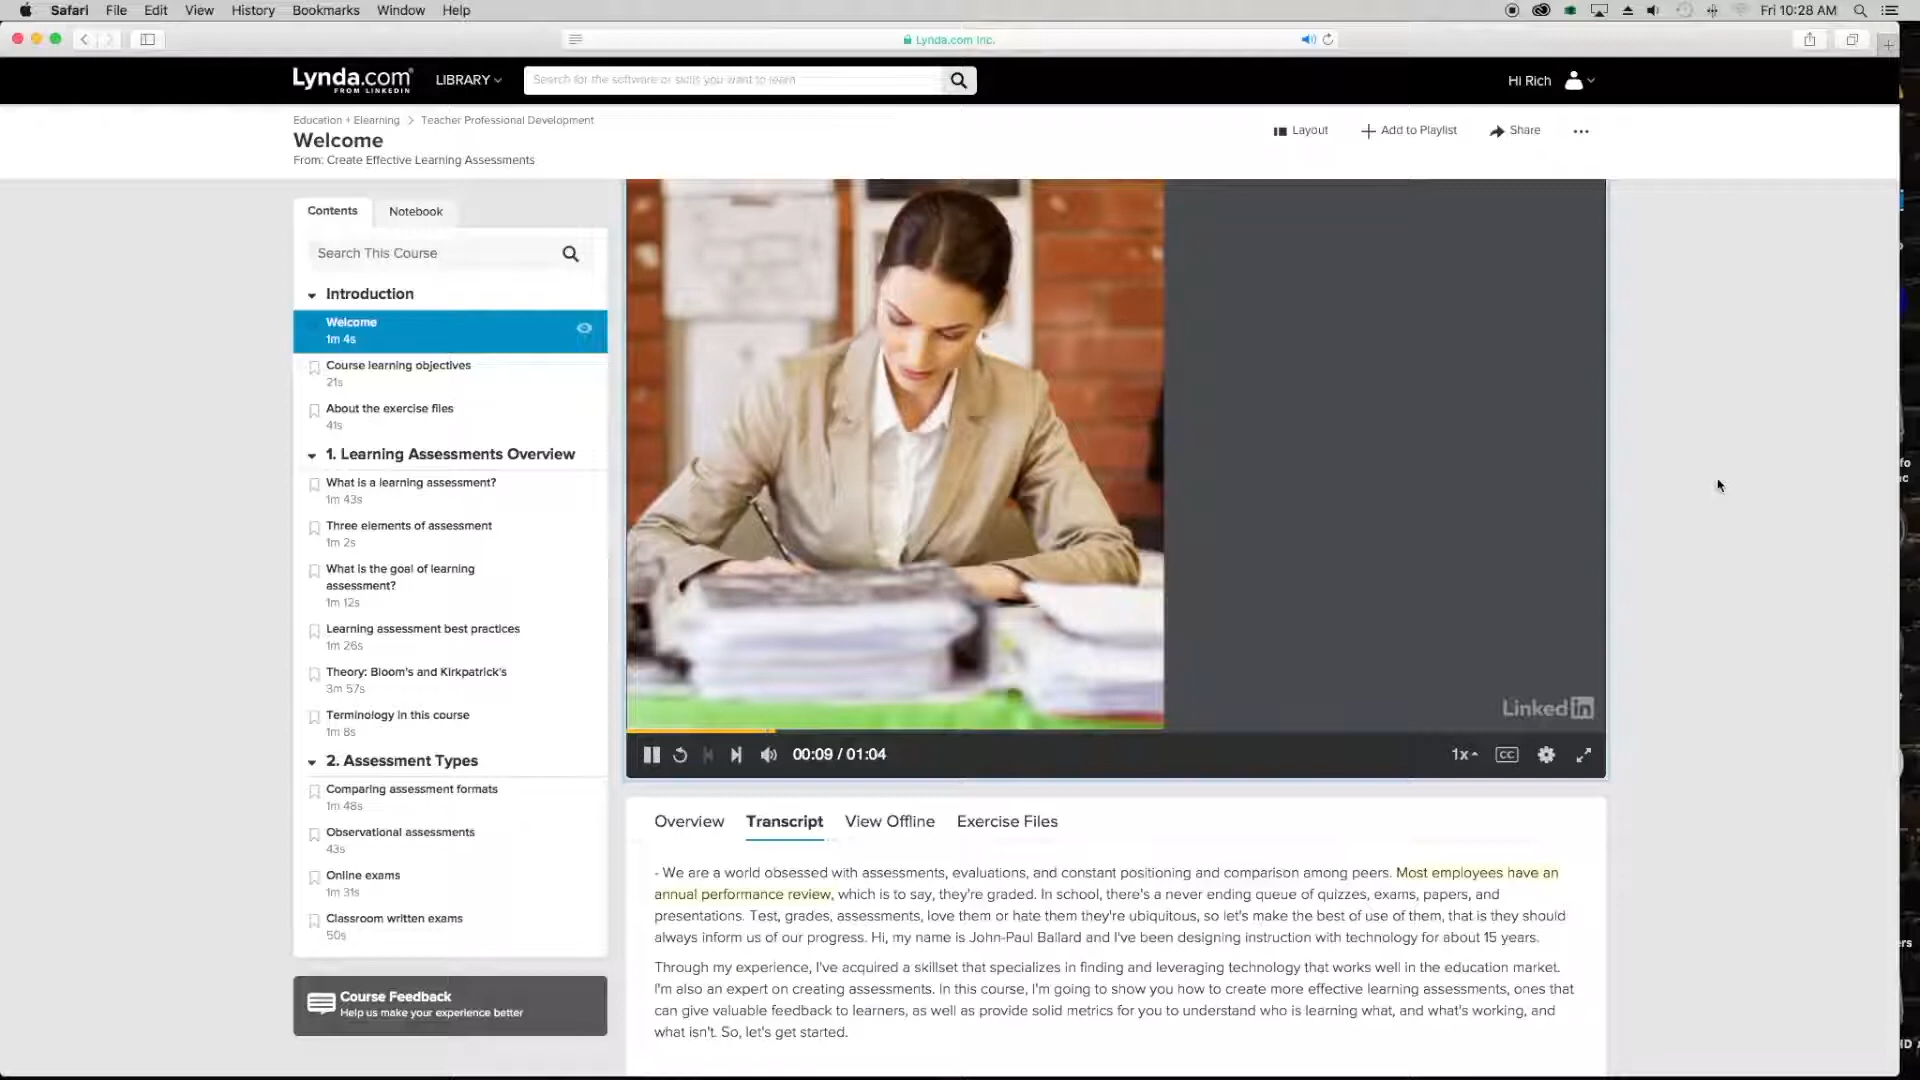 Safari File Edit View History Bookmarks Window Help
Fri 10:28 AM
Lynda.com Inc.
Lynda.com®
FROM LINKEDIN
LIBRARY
Search for the software or skills you want to learn
Hi Rich
Education + Elearning > Teacher Professional Development
Welcome
From: Create Effective Learning Assessments
Layout
Add to Playlist
Share
Contents
Notebook
Search This Course
Introduction
Welcome
1m 4s
Course learning objectives
21s
About the exercise files
41s
1. Learning Assessments Overview
What is a learning assessment?
1m 43s
Three elements of assessment
1m 2s
What is the goal of learning
assessment?
1m 12s
Learning assessment best practices
1m 26s
Theory: Bloom's and Kirkpatrick's
3m 57s
Terminology in this course
1m 8s
2. Assessment Types
Comparing assessment formats
1m 48s
Observational assessments
43s
Online exams
1m 31s
Classroom written exams
50s
Course Feedback
Help us make your experience better
Linked in
00:09 / 01:04
1x
CC
Overview Transcript View Offline Exercise Files
- We are a world obsessed with assessments, evaluations, and constant positioning and comparison among peers. Most employees have an
annual performance review, which is to say, they're graded. In school, there's a never ending queue of quizzes, exams, papers, and
presentations. Test, grades, assessments, love them or hate them they're ubiquitous, so let's make the best of use of them, that is they should
always inform us of our progress. Hi, my name is John-Paul Ballard and I've been designing instruction with technology for about 15 years.
Through my experience, I've acquired a skillset that specializes in finding and leveraging technology that works well in the education market.
I'm also an expert on creating assessments. In this course, I'm going to show you how to create more effective learning assessments, ones that
can give valuable feedback to learners, as well as provide solid metrics for you to understand who is learning what, and what's working, and
what isn't. So, let's get started.